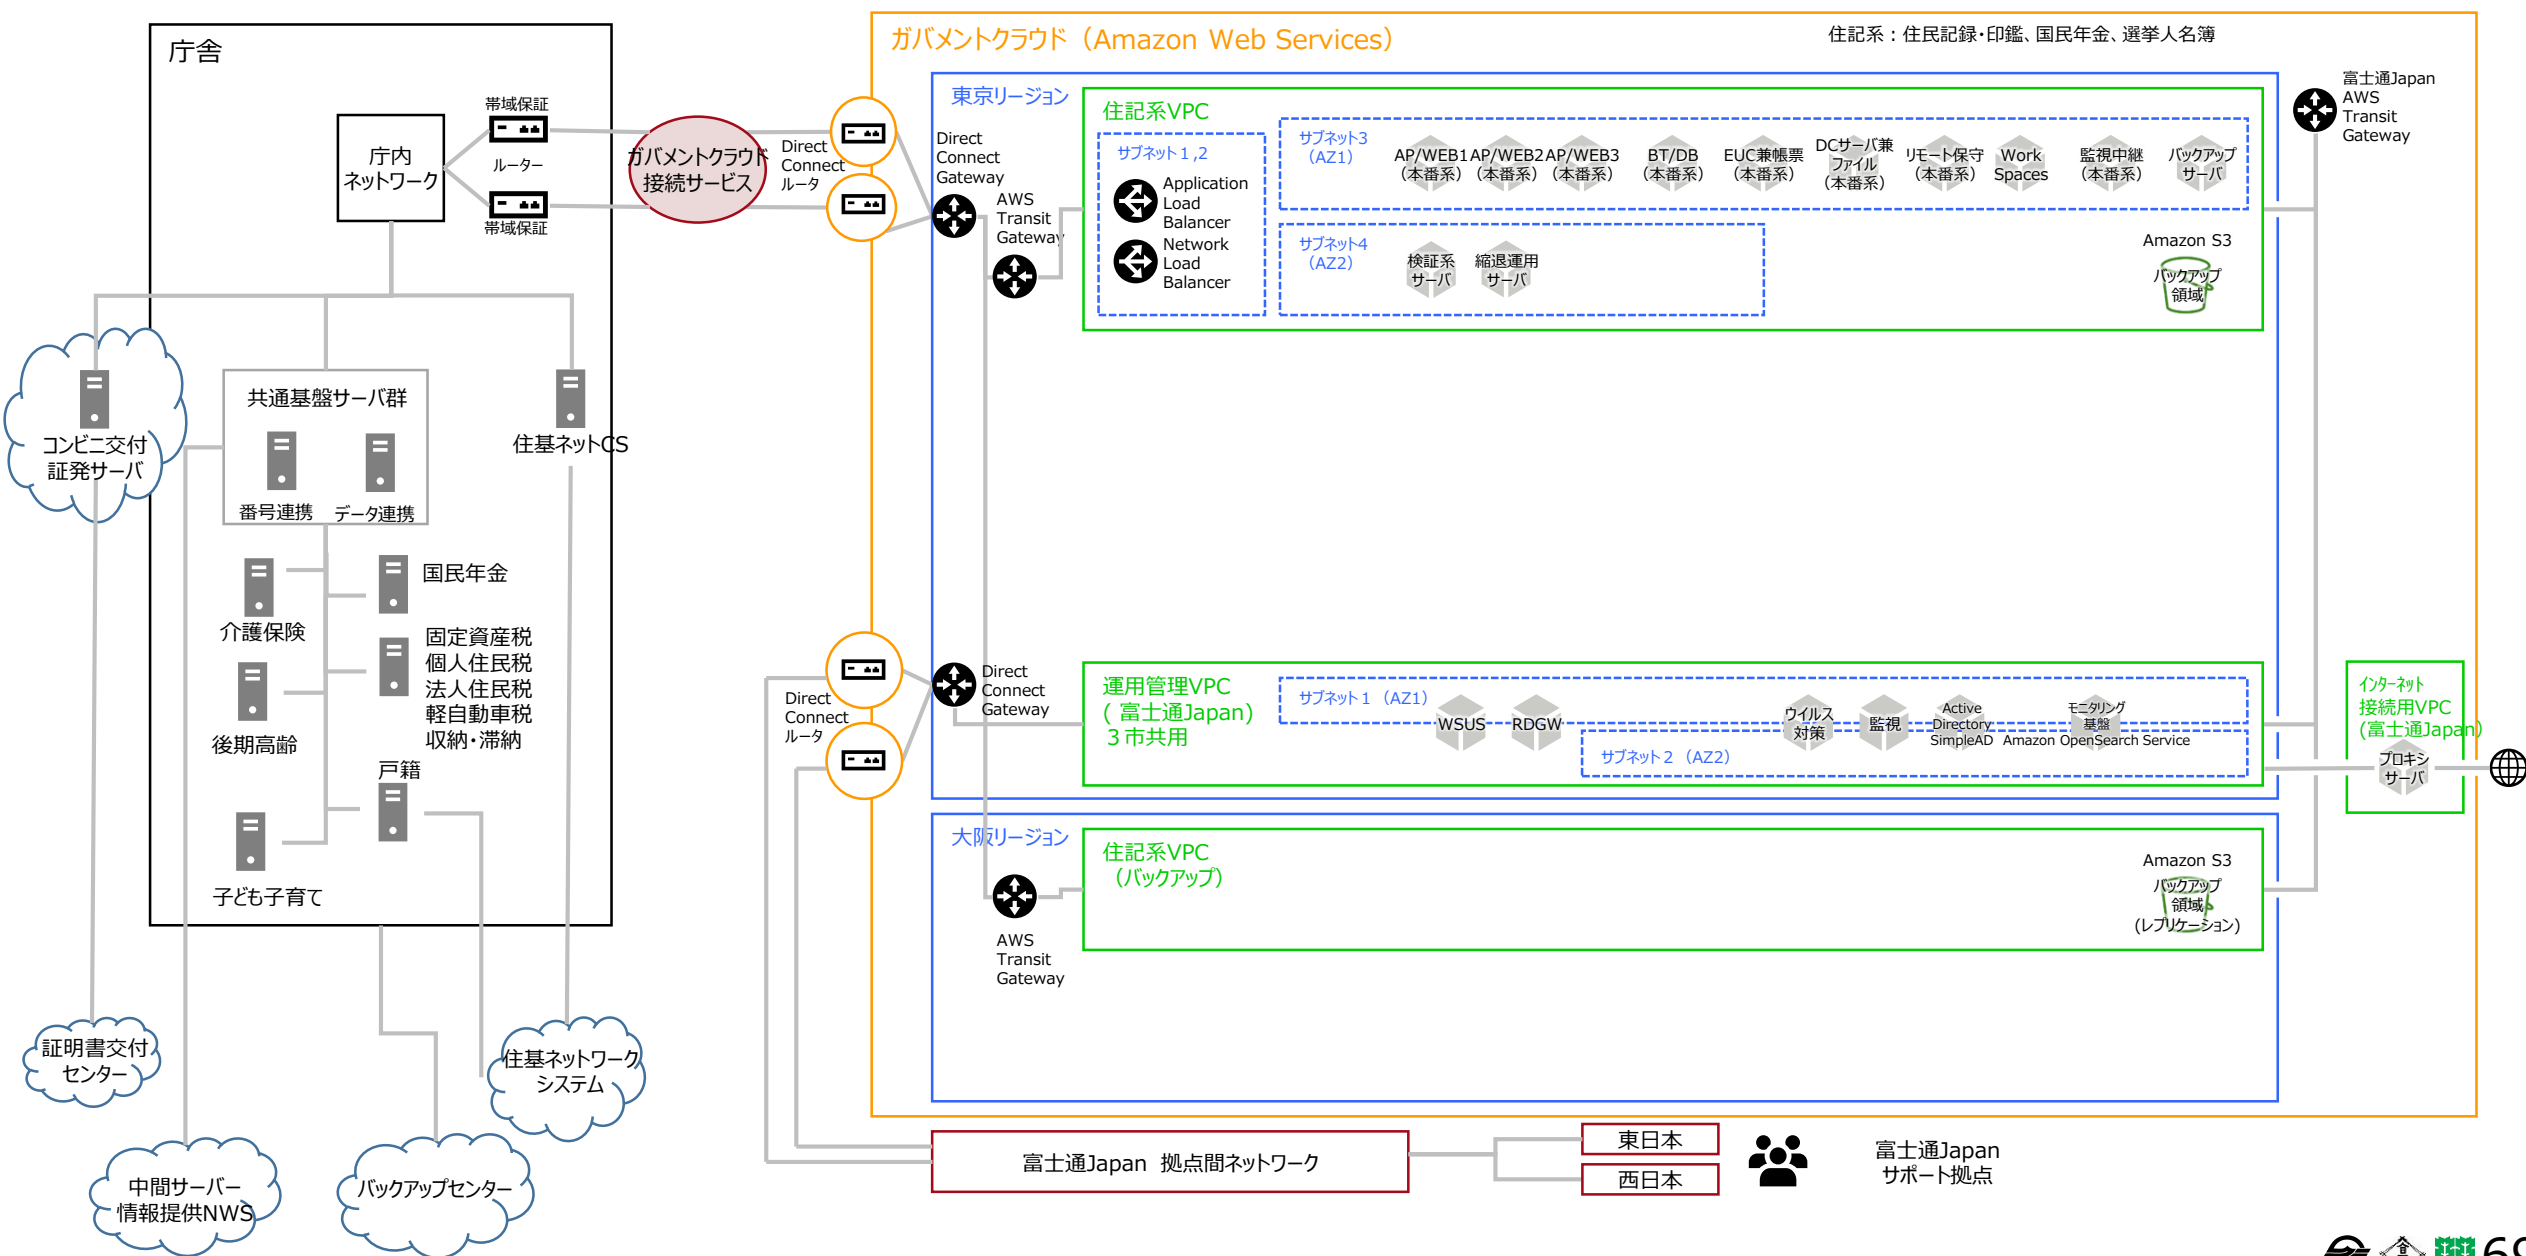 庁舎
帯域保証
ルーター
帯域保証
庁内
ネットワーク
ガバメントクラウド
接続サービス
Direct
Connect
ルータ
コンビニ交付
証発サーバ
共通基盤サーバ群
番号連携
データ連携
住基ネットCS
介護保険
国民年金
固定資産税
個人住民税
法人住民税
軽自動車税
収納・滞納
後期高齢
戸籍
子ども子育て
証明書交付
センター
中間サーバー
情報提供NWS
バックアップセンター
住基ネットワーク
システム
ガバメントクラウド（Amazon Web Services）
住記系：住民記録・印鑑、国民年金、選挙人名簿
東京リージョン
Direct
Connect
Gateway
AWS
Transit
Gateway
住記系VPC
サブネット１,２
Application
Load
Balancer
Network
Load
Balancer
サブネット3
（AZ1）
AP/WEB1
（本番系）
AP/WEB2
（本番系）
AP/WEB3
（本番系）
BT/DB
（本番系）
EUC兼帳票
（本番系）
DCサーバ兼
ファイル
（本番系）
リモート保守
（本番系）
Work
Spaces
監視中継
（本番系）
バックアップ
サーバ
サブネット4
（AZ2）
検証系
サーバ
縮退運用
サーバ
Amazon S3
バックアップ
領域
富士通Japan
AWS
Transit
Gateway
Direct
Connect
ルータ
Direct
Connect
Gateway
運用管理VPC
( 富士通Japan)
３市共用
サブネット１（AZ1）
WSUS
RDGW
ウイルス
対策
監視
Active
Directory
SimpleAD
モニタリング
基盤
Amazon OpenSearch Service
サブネット２（AZ2）
インターネット
接続用VPC
(富士通Japan)
プロキシ
サーバ
大阪リージョン
AWS
Transit
Gateway
住記系VPC
（バックアップ）
Amazon S3
バックアップ
領域
(レプリケーション)
富士通Japan 拠点間ネットワーク
東日本
西日本
富士通Japan
サポート拠点